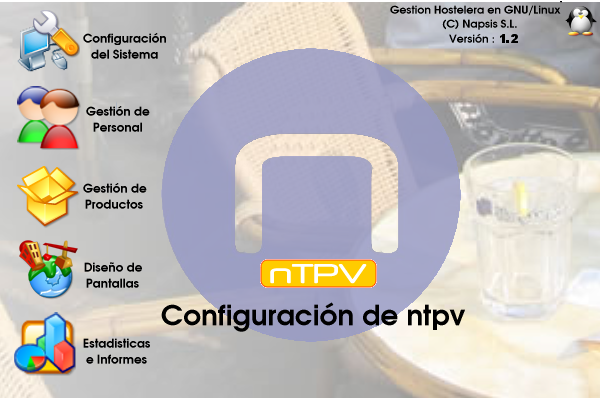 Gestion Hostelera en GNU/Linux
(C) Napsis S.L.
Versión : 1.2
Configuración
del Sistema
Gestión de
Personal
Gestión de
Productos
Diseño de
Pantallas
Estadisticas
e Informes
nTPV
Configuración de ntpv